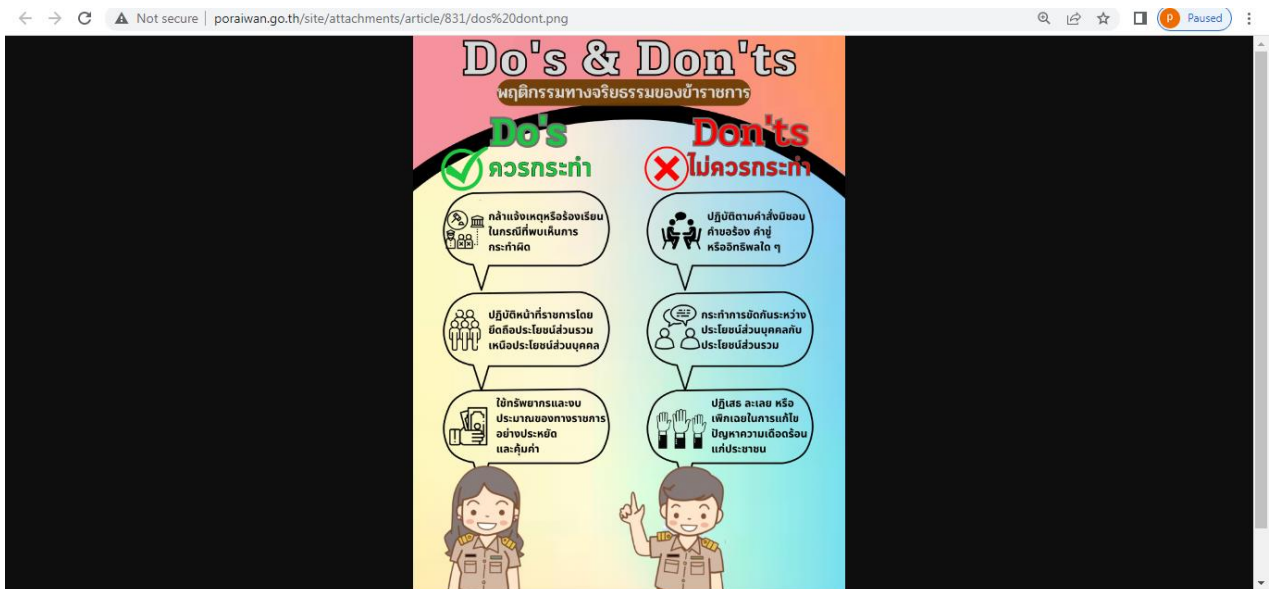 Not secure
poraiwan.go.th/site/attachments/article/831/dos%20dont.png
P
Paused
Do's & Don'ts
พฤติกรรมทางจริยธรรมของข้าราชการ
Do's
ควรกระทำ
Don'ts
ไม่ควรกระทำ
กล้าแจ้งเหตุหรือร้องเรียน
ในกรณีที่พบเห็นการ
กระทำผิด
ปฏิบัติตามคำสั่งมิชอบ
คำขอร้อง คำขู่
หรืออิทธิพลใด ๆ
ปฏิบัติหน้าที่ราชการโดย
ยึดถือประโยชน์ส่วนรวม
เหนือประโยชน์ส่วนบุคคล
กระทำการขัดกันระหว่าง
ประโยชน์ส่วนบุคคลกับ
ประโยชน์ส่วนรวม
ใช้ทรัพยากรและงบ
ประมาณของทางราชการ
อย่างประหยัด
และคุ้มค่า
ปฏิเสธ ละเลย หรือ
เพิกเฉยในการแก้ไข
ปัญหาความเดือดร้อน
แก่ประชาชน